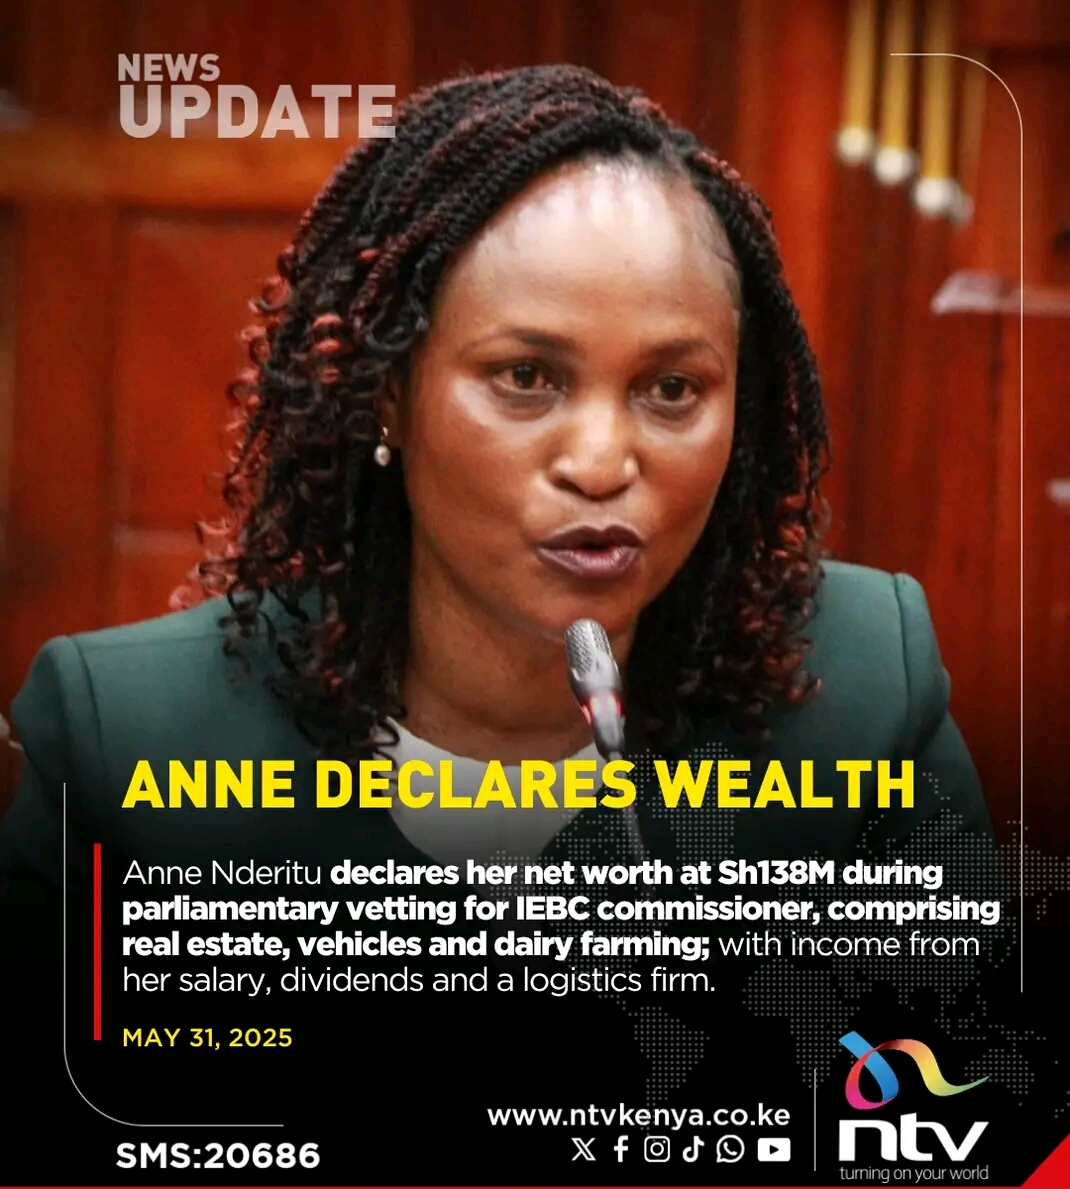 NEWS
UPDATE
ANNE DECLARES WEALTH
Anne Nderitu declares her net worth at Sh138M during
parliamentary vetting for IEBC commissioner, comprising
real estate, vehicles and dairy farming; with income from
her salary, dividends and a logistics firm.
MAY 31, 2025
www.ntvkenya.co.ke
SMS:20686
ntv
turning on your world